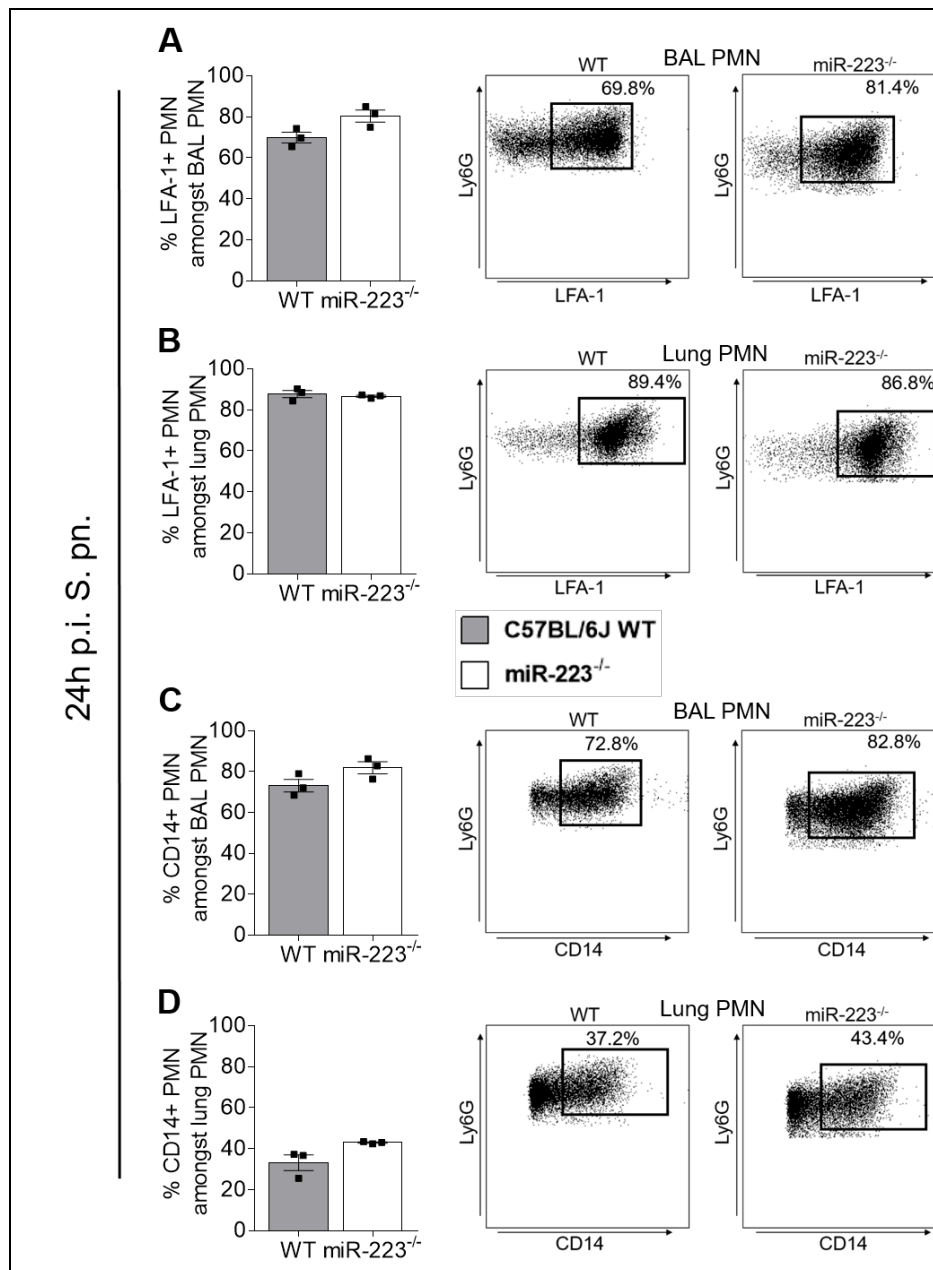 24h p.i. S. pn.
A
% LFA-1+ PMN
amongst BAL PMN
100
80
60
40
20
0
WT miR-223-/-
BAL PMN
WT
69.8%
Ly6G
LFA-1
miR-223-/-
81.4%
Ly6G
LFA-1
B
% LFA-1+ PMN
amongst lung PMN
100
80
60
40
20
0
WT miR-223-/-
Lung PMN
WT
89.4%
Ly6G
LFA-1
miR-223-/-
86.8%
Ly6G
LFA-1
C57BL/6J WT
miR-223-/-
C
% CD14+ PMN
amongst BAL PMN
100
80
60
40
20
0
WT miR-223-/-
BAL PMN
WT
72.8%
Ly6G
CD14
miR-223-/-
82.8%
Ly6G
CD14
D
% CD14+ PMN
amongst lung PMN
100
80
60
40
20
0
WT miR-223-/-
Lung PMN
WT
37.2%
Ly6G
CD14
miR-223-/-
43.4%
Ly6G
CD14